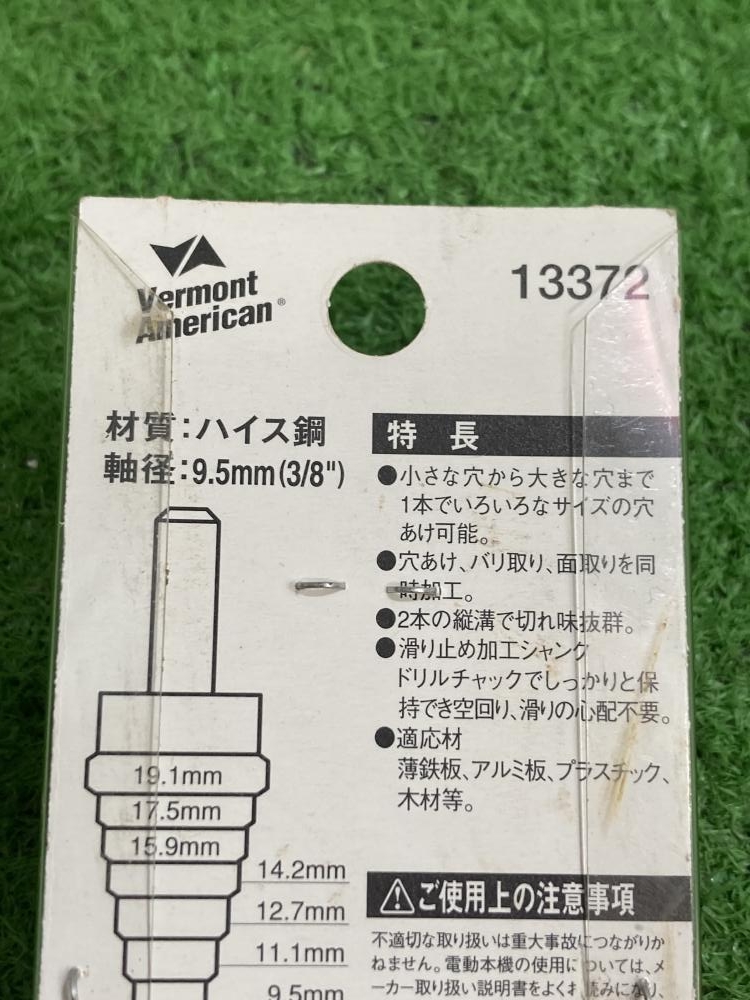 Vermont
American®
13372
材質:ハイス鋼
軸径:9.5mm(3/8")
特 長
●小さな穴から大きな穴まで
1本でいろいろなサイズの穴
あけ可能。
●穴あけ、バリ取り、面取りを同
時加工。
●2本の縦溝で切れ味抜群。
●滑り止め加工シャンク
ドリルチャックでしっかりと保
持でき空回り、滑りの心配不要。
●適応材
薄鉄板、アルミ板、プラスチック、
木材等。
19.1mm
17.5mm
15.9mm
14.2mm
12.7mm
11.1mm
9.5mm
⚠ご使用上の注意事項
不適切な取り扱いは重大事故につながりか
ねません。電動本機の使用については、メ
ーカー取り扱い説明書をよくお読みになり、